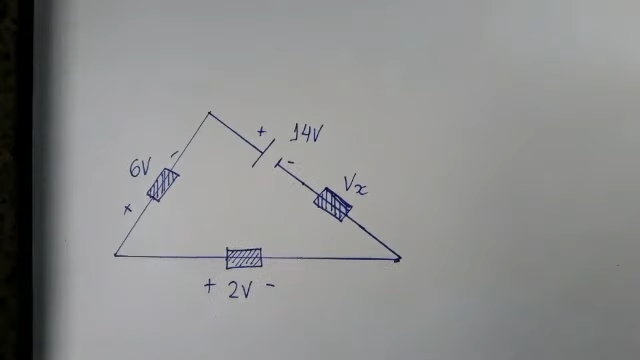 + 14V
6V - -
+ Vx
+ 2V -